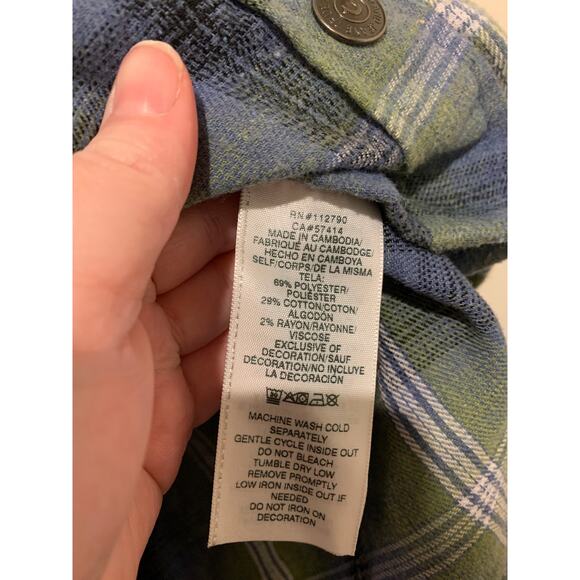 RN#112790
CA#57414
MADE IN CAMBODIA/
FABRIQUÉ AU CAMBODGE/
HECHO EN CAMBOYA
SELF/CORPS/DE LA MISMA
TELA:
69% POLYESTER/
POLIÉSTER
29% COTTON/COTON/
ALGODÓN
2% RAYON/RAYONNE/
VISCOSE
EXCLUSIVE OF
DECORATION/SAUF
DÉCORATION/NO INCLUYE
LA DECORACIÓN
MACHINE WASH COLD
SEPARATELY
GENTLE CYCLE INSIDE OUT
DO NOT BLEACH
TUMBLE DRY LOW
REMOVE PROMPTLY
LOW IRON INSIDE OUT IF
NEEDED
DO NOT IRON ON
DECORATION